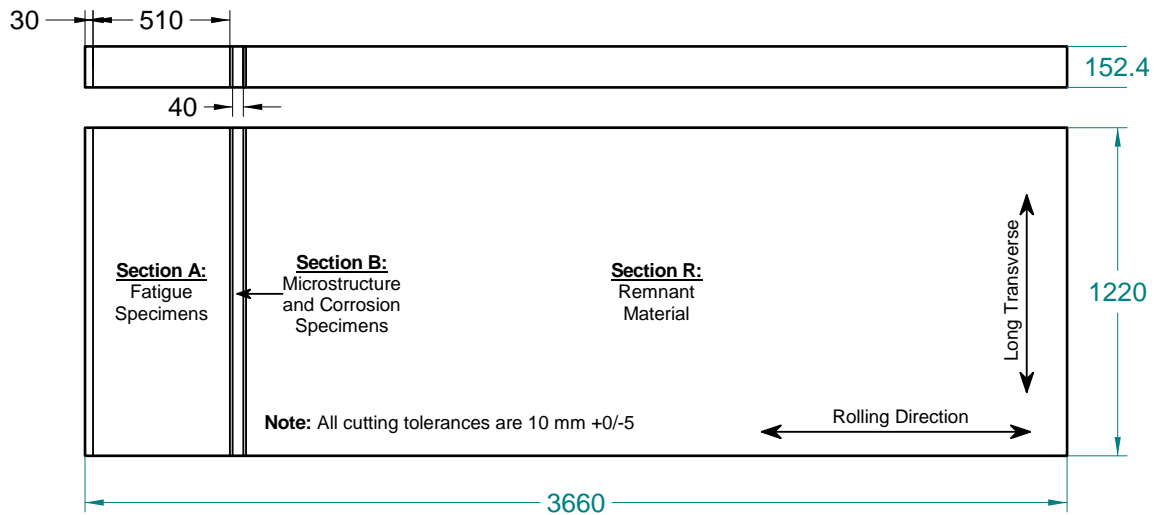 30
510
152.4
40
Section A:
Fatigue
Specimens
Section B:
Microstructure
and Corrosion
Specimens
Section R:
Remnant
Material
Long Transverse
1220
Note: All cutting tolerances are 10 mm +0/-5
Rolling Direction
3660